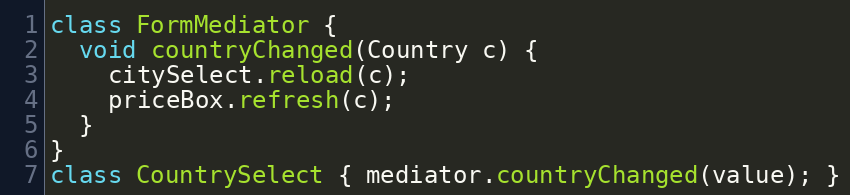 1 class FormMediator {
2   void countryChanged(Country c) {
3     citySelect.reload(c);
4     priceBox.refresh(c);
5   }
6 }
7 class CountrySelect { mediator.countryChanged(value); }